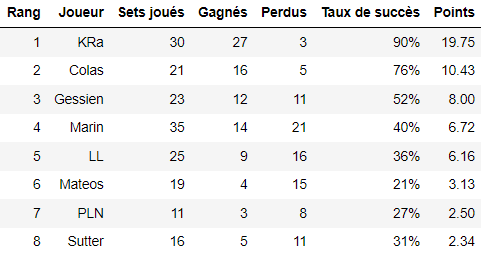 Rang Joueur Sets joués Gagnés Perdus Taux de succès Points
1 KRa 30 27 3 90% 19.75
2 Colas 21 16 5 76% 10.43
3 Gessien 23 12 11 52% 8.00
4 Marin 35 14 21 40% 6.72
5 LL 25 9 16 36% 6.16
6 Mateos 19 4 15 21% 3.13
7 PLN 11 3 8 27% 2.50
8 Sutter 16 5 11 31% 2.34